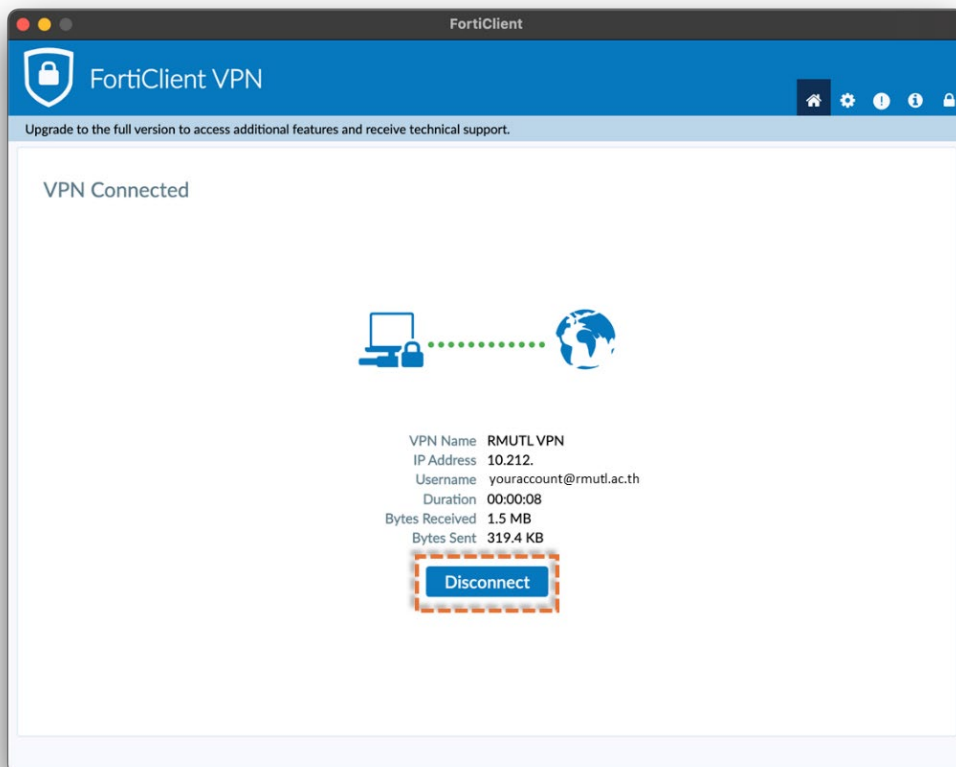 FortiClient
FortiClient VPN
Upgrade to the full version to access additional features and receive technical support.
VPN Connected
VPN Name RMUTL VPN
IP Address 10.212.
Username youraccount@rmutl.ac.th
Duration 00:00:08
Bytes Received 1.5 MB
Bytes Sent 319.4 KB
Disconnect